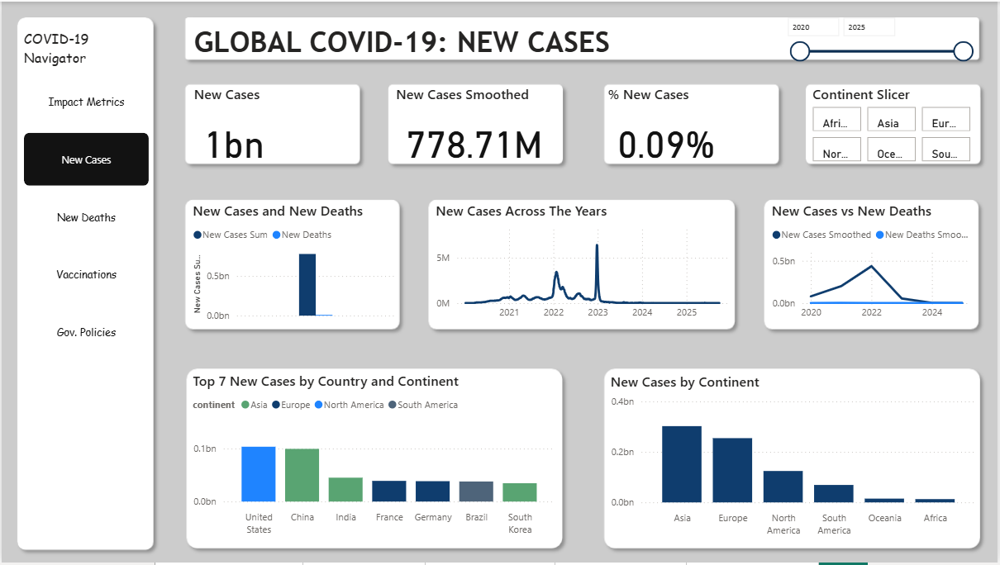 COVID-19
Navigator
Impact Metrics
New Cases
New Deaths
Vaccinations
Gov. Policies
GLOBAL COVID-19: NEW CASES
2020
2025
New Cases
1bn
New Cases Smoothed
778.71M
% New Cases
0.09%
Continent Slicer
Afri...
Asia
Eur...
Nor...
Oce...
Sou...
New Cases and New Deaths
New Cases Sum
New Deaths
New Cases Su...
0.5bn
0.0bn
New Cases Across The Years
5M
0M
2021
2022
2023
2024
2025
New Cases vs New Deaths
New Cases Smoothed
New Deaths Smoo...
0.5bn
0.0bn
2020
2022
2024
Top 7 New Cases by Country and Continent
continent
Asia
Europe
North America
South America
0.1bn
0.0bn
United
States
China
India
France
Germany
Brazil
South
Korea
New Cases by Continent
0.4bn
0.2bn
0.0bn
Asia
Europe
North
America
South
America
Oceania
Africa